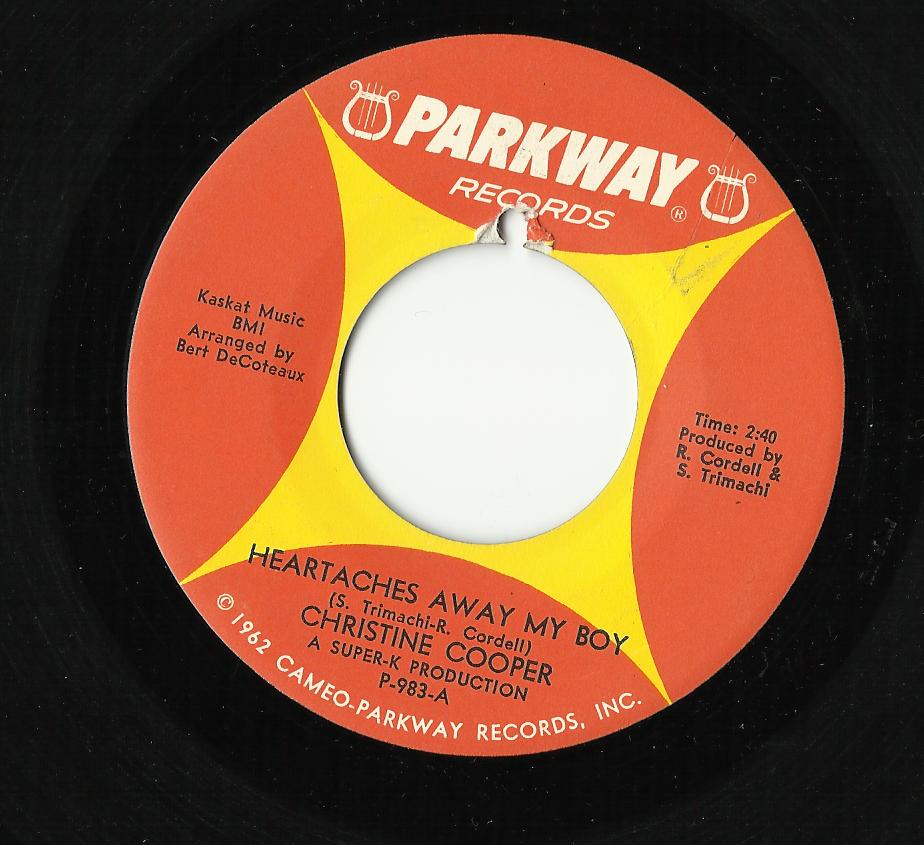 PARKWAY
RECORDS ®
Kaskat Music
BMI
Arranged by
Bert DeCoteaux
Time: 2:40
Produced by
R. Cordell &
S. Trimachi
HEARTACHES AWAY MY BOY
(S. Trimachi-R. Cordell)
CHRISTINE COOPER
A SUPER-K PRODUCTION
P-983-A
© 1962 CAMEO-PARKWAY RECORDS, INC.